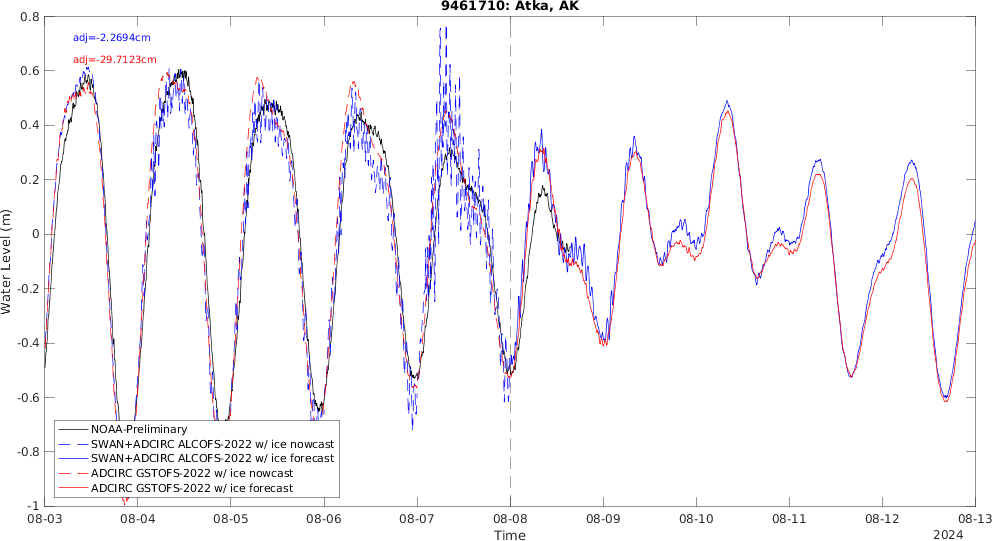 9461710: Atka, AK
adj=-2.2694cm
adj=-29.7123cm
0.8
0.6
0.4
0.2
0
-0.2
-0.4
-0.6
-0.8
-1
Water Level (m)
NOAA-Preliminary
SWAN+ADCIRC ALCOFS-2022 w/ ice nowcast
SWAN+ADCIRC ALCOFS-2022 w/ ice forecast
ADCIRC GSTOFS-2022 w/ ice nowcast
ADCIRC GSTOFS-2022 w/ ice forecast
08-03 08-04 08-05 08-06 08-07 08-08 08-09 08-10 08-11 08-12 08-13
Time
2024